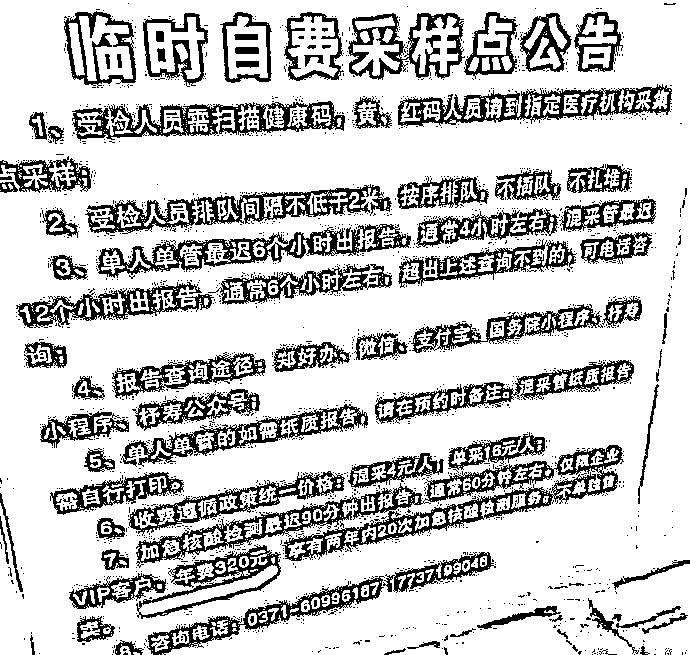 临时自费采样点公告
1、受检人员需扫描健康码，黄、红码人员请到指定医疗机构采集
点采样；
2、受检人员排队间隔不低于2米，按序排队，不插队，不扎堆；
3、单人单管最迟6个小时出报告，通常4小时左右；混采管最迟
12个小时出报告，通常6个小时左右，超出上述查询不到的，可电话咨
询；
4、报告查询途径：郑好办、微信、支付宝、国务院小程序、杼寿
小程序、杼寿公众号；
5、单人单管的如需纸质报告，请在预约时备注。混采管纸质报告
需自行打印。
6、收费遵循政策统一价格：混采4元/人，单采16元/人；
7、加急核酸检测最迟90分钟出报告，通常60分钟左右，仅限企业
VIP客户，年费320元，享有两年内20次加急核酸检测服务，不单独售
卖。
8、咨询电话：0371-60996187 17737199046